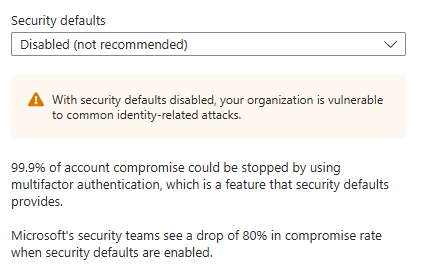 Security defaults
Disabled (not recommended)
With security defaults disabled, your organization is vulnerable
to common identity-related attacks.
99.9% of account compromise could be stopped by using
multifactor authentication, which is a feature that security defaults
provides.
Microsoft's security teams see a drop of 80% in compromise rate
when security defaults are enabled.